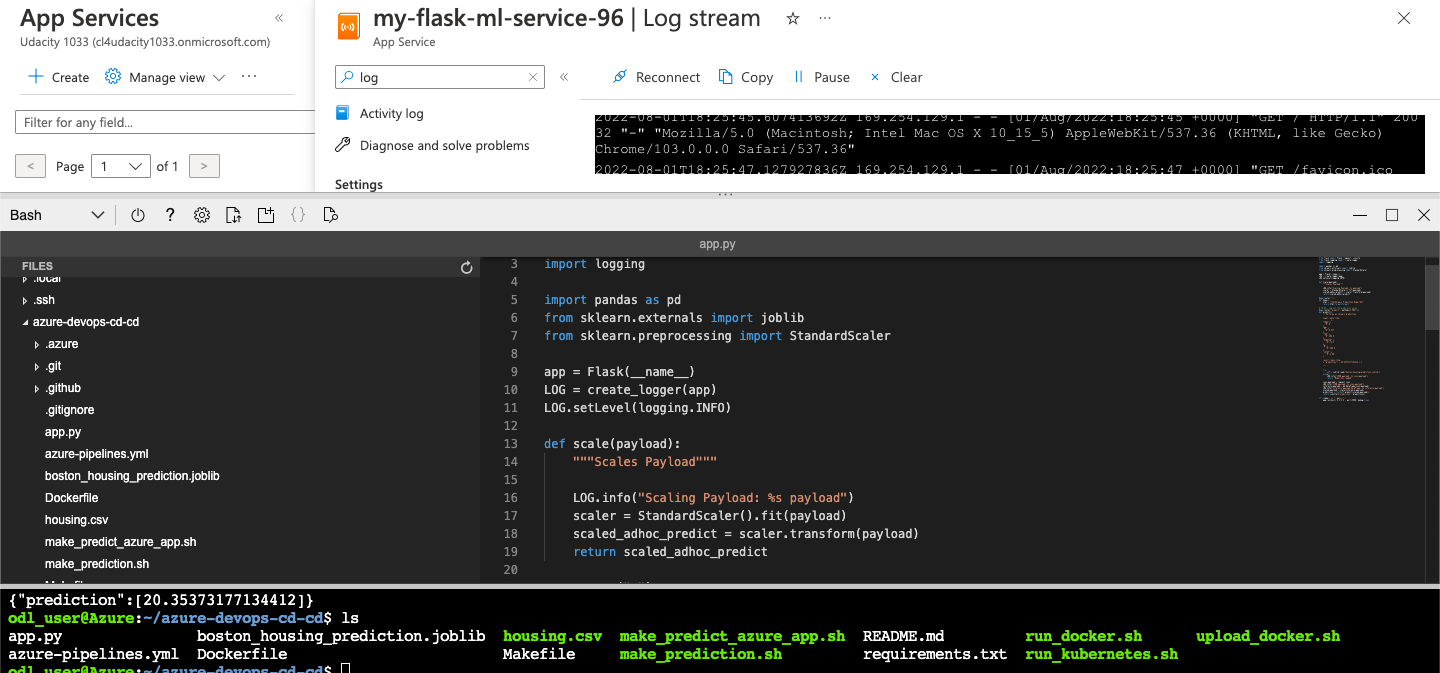 App Services
«
Udacity 1033 (cl4udacity1033.onmicrosoft.com)
Create
Manage view
···
Filter for any field...
<
Page
1
of 1
>
my-flask-ml-service-96 | Log stream
···
App Service
log
«
Activity log
Diagnose and solve problems
Settings
Reconnect
Copy
Pause
Clear
2022-08-01T18:25:45.607413692Z 169.254.129.1 - - [01/Aug/2022:18:25:45 +0000] "GET / HTTP/1.1" 200
32 "-" "Mozilla/5.0 (Macintosh; Intel Mac OS X 10_15_5) AppleWebKit/537.36 (KHTML, like Gecko)
Chrome/103.0.0.0 Safari/537.36"
2022-08-01T18:25:47.127927836Z 169.254.129.1 - - [01/Aug/2022:18:25:47 +0000] "GET /favicon.ico
Bash
?
{}
app.py
FILES
.local
.ssh
azure-devops-cd-cd
.azure
.git
.github
.gitignore
app.py
azure-pipelines.yml
boston_housing_prediction.joblib
Dockerfile
housing.csv
make_predict_azure_app.sh
make_prediction.sh
3 import logging
4
5 import pandas as pd
6 from sklearn.externals import joblib
7 from sklearn.preprocessing import StandardScaler
8
9 app = Flask(__name__)
10 LOG = create_logger(app)
11 LOG.setLevel(logging.INFO)
12
13 def scale(payload):
14 """Scales Payload"""
15
16 LOG.info("Scaling Payload: %s payload")
17 scaler = StandardScaler().fit(payload)
18 scaled_adhoc_predict = scaler.transform(payload)
19 return scaled_adhoc_predict
20
{"prediction":[20.35373177134412]}
odl_user@Azure:~/azure-devops-cd-cd$ ls
app.py boston_housing_prediction.joblib housing.csv make_predict_azure_app.sh README.md run_docker.sh upload_docker.sh
azure-pipelines.yml Dockerfile Makefile make_prediction.sh requirements.txt run_kubernetes.sh
odl_user@Azure:~/azure-devops-cd-cd$